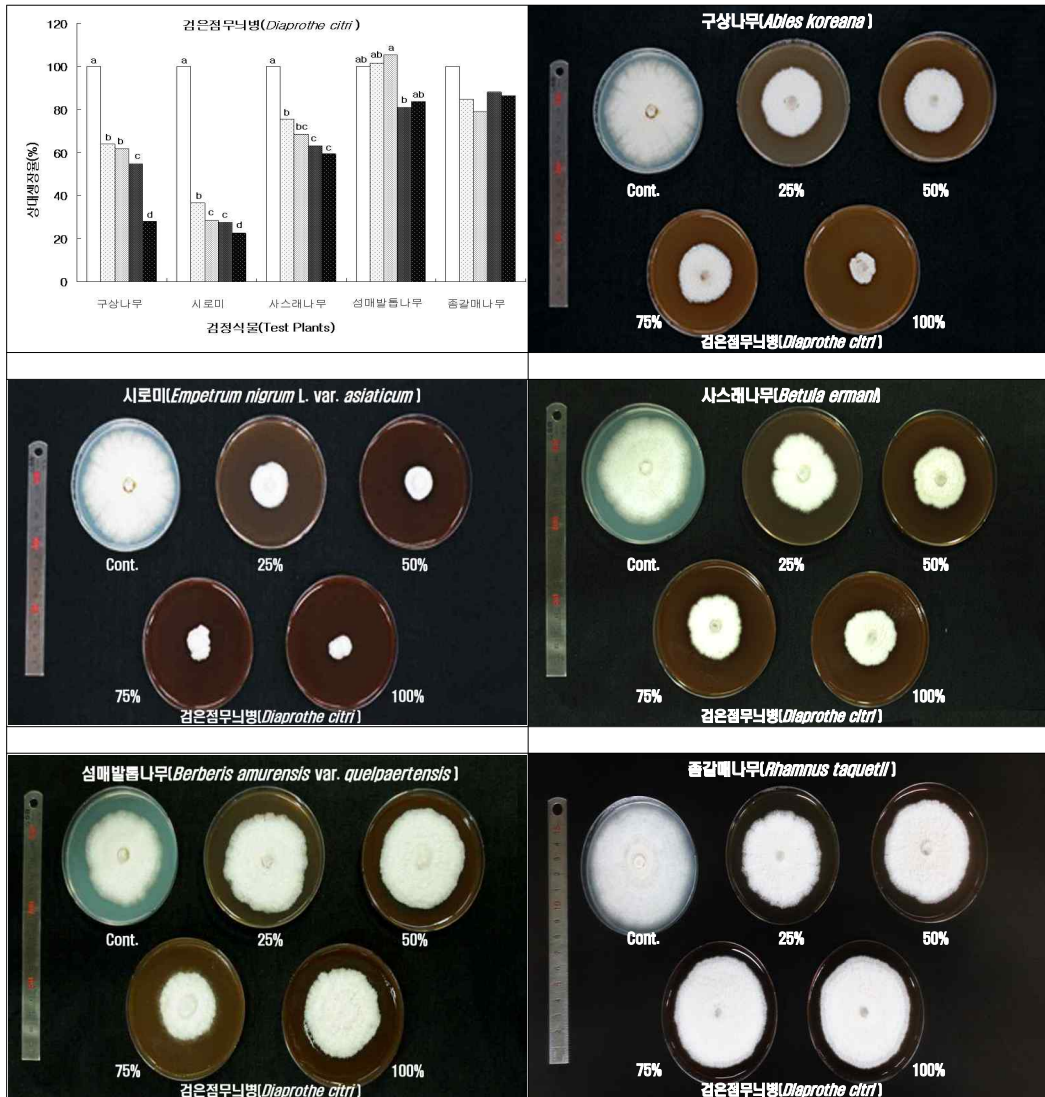 검은점무늬병(Diaprothe citri)
120
100
80
60
40
20
0
상대생장율(%)
a b b c d
a b c c d
a b bc c c
ab ab a b ab
구상나무 시로미 사스래나무 섬매발톱나무 좀갈매나무
검정식물(Test Plants)
구상나무(Abies koreana)
Cont. 25% 50%
75% 100%
검은점무늬병(Diaprothe citri)
시로미(Empetrum nigrum L. var. asiaticum)
Cont. 25% 50%
75% 100%
검은점무늬병(Diaprothe citri)
사스래나무(Betula ermani)
Cont. 25% 50%
75% 100%
검은점무늬병(Diaprothe citri)
섬매발톱나무(Berberis amurensis var. quelpaertensis)
Cont. 25% 50%
75% 100%
검은점무늬병(Diaprothe citri)
좀갈매나무(Rhamnus taquetii)
Cont. 25% 50%
75% 100%
검은점무늬병(Diaprothe citri)